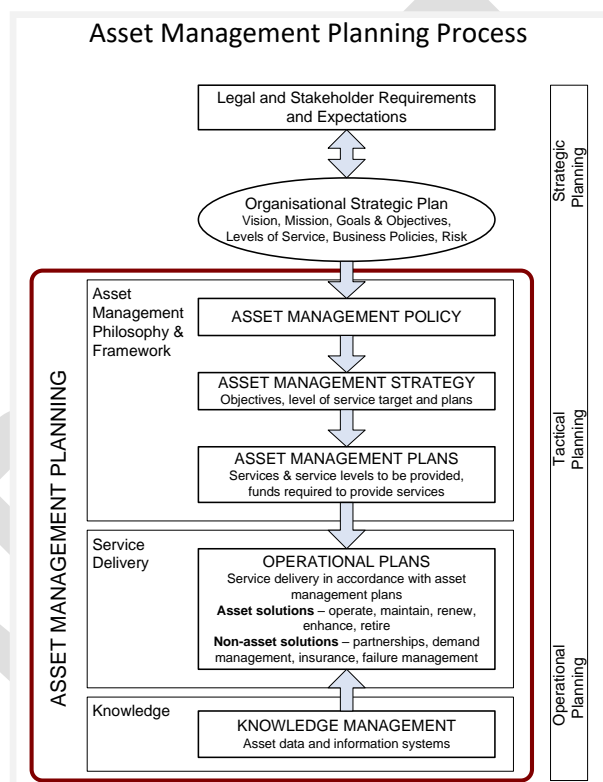 Asset Management Planning Process
Legal and Stakeholder Requirements
and Expectations
Organisational Strategic Plan
Vision, Mission, Goals & Objectives,
Levels of Service, Business Policies, Risk
Strategic
Planning
ASSET MANAGEMENT PLANNING
Asset
Management
Philosophy &
Framework
ASSET MANAGEMENT POLICY
ASSET MANAGEMENT STRATEGY
Objectives, level of service target and plans
ASSET MANAGEMENT PLANS
Services & service levels to be provided,
funds required to provide services
Tactical
Planning
Service
Delivery
OPERATIONAL PLANS
Service delivery in accordance with asset
management plans
Asset solutions – operate, maintain, renew,
enhance, retire
Non-asset solutions – partnerships, demand
management, insurance, failure management
Operational
Planning
Knowledge
KNOWLEDGE MANAGEMENT
Asset data and information systems